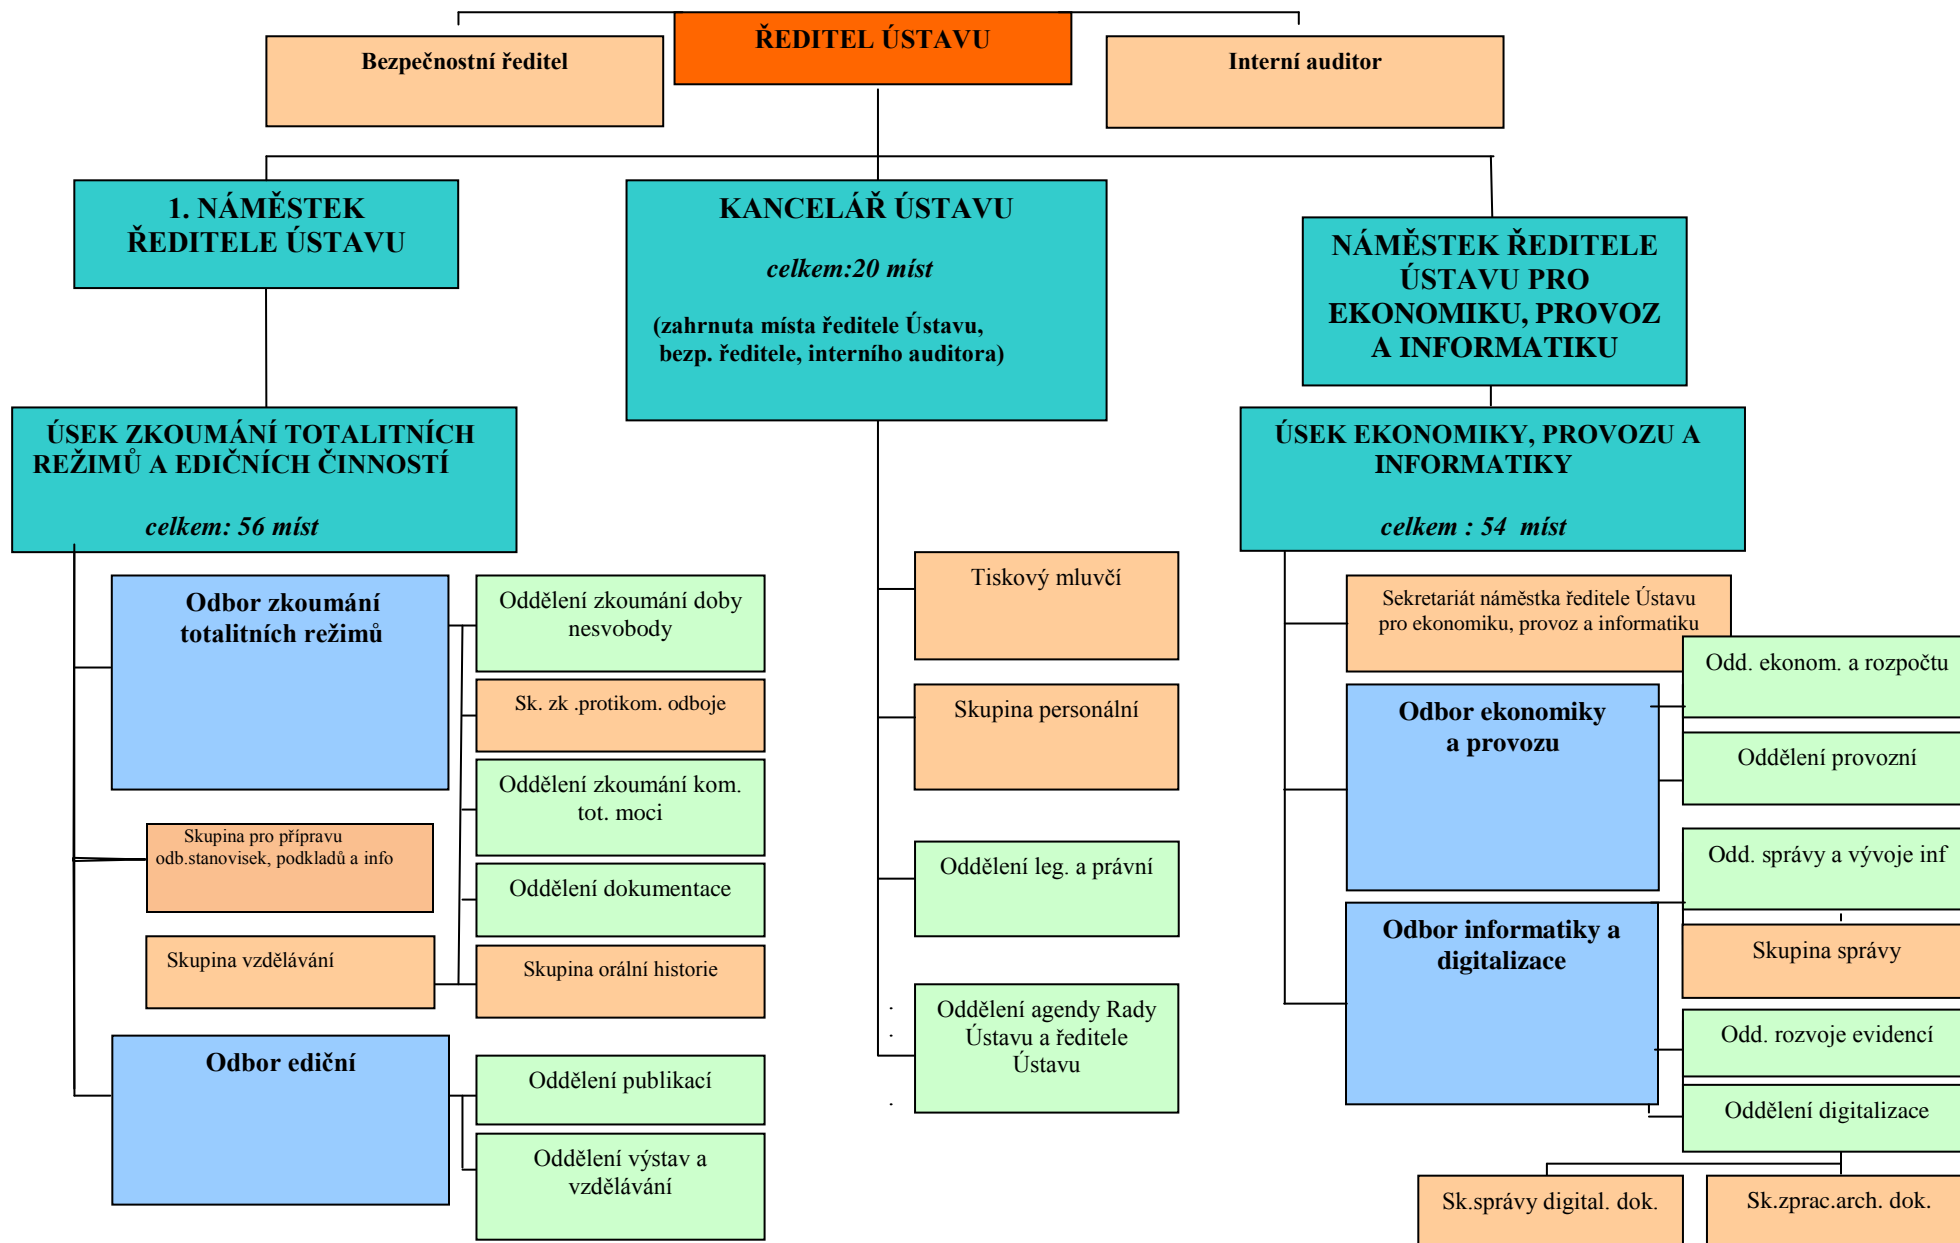 ŘEDITEL ÚSTAVU
Bezpečnostní ředitel
Interní auditor
1. NÁMĚSTEK
ŘEDITELE ÚSTAVU
KANCELÁŘ ÚSTAVU
celkem:20 míst
(zahrnuta místa ředitele Ústavu,
bezp. ředitele, interního auditora)
NÁMĚSTEK ŘEDITELE
ÚSTAVU PRO
EKONOMIKU, PROVOZ
A INFORMATIKU
ÚSEK ZKOUMÁNÍ TOTALITNÍCH
REŽIMŮ A EDIČNÍCH ČINNOSTÍ
celkem: 56 míst
ÚSEK EKONOMIKY, PROVOZU A
INFORMATIKY
celkem : 54 míst
Odbor zkoumání
totalitních režimů
Oddělení zkoumání doby
nesvobody
Sk. zk .protikom. odboje
Oddělení zkoumání kom.
tot. moci
Skupina pro přípravu
odb.stanovisek, podkladů a info
Oddělení dokumentace
Skupina vzdělávání
Skupina orální historie
Odbor ediční
Oddělení publikací
Oddělení výstav a
vzdělávání
Tiskový mluvčí
Skupina personální
Oddělení leg. a právní
Oddělení agendy Rady
Ústavu a ředitele
Ústavu
Sekretariát náměstka ředitele Ústavu
pro ekonomiku, provoz a informatiku
Odd. ekonom. a rozpočtu
Odbor ekonomiky
a provozu
Oddělení provozní
Odd. správy a vývoje inf
Odbor informatiky a
digitalizace
Skupina správy
Odd. rozvoje evidencí
Oddělení digitalizace
Sk.správy digital. dok.
Sk.zprac.arch. dok.